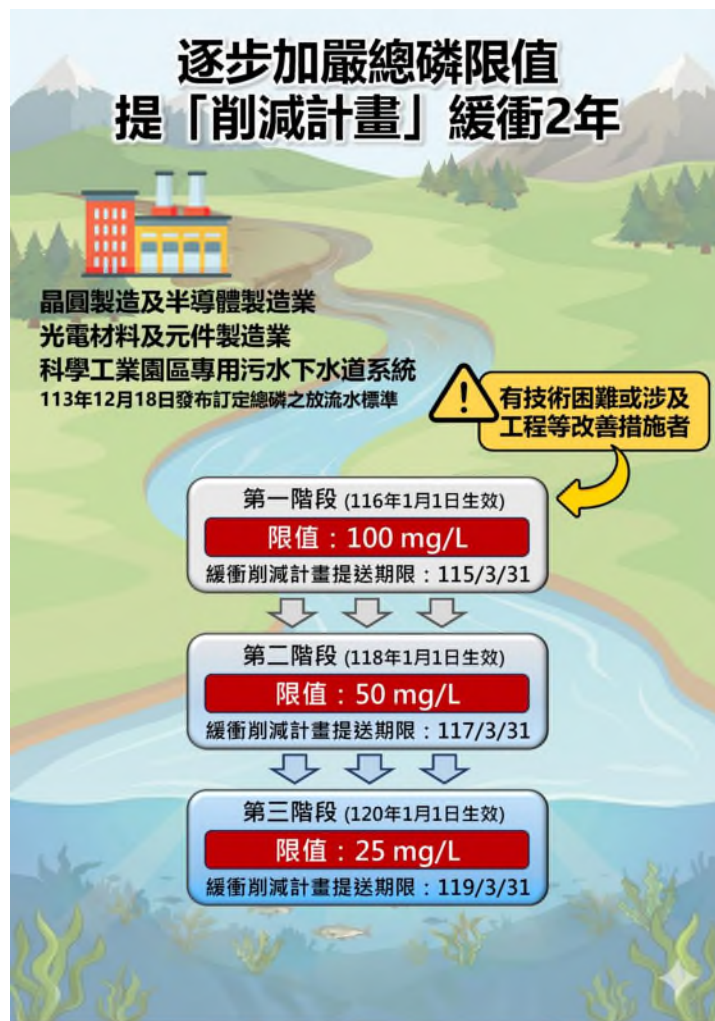 逐步加嚴總磷限值
提「削減計畫」緩衝2年
晶圓製造及半導體製造業
光電材料及元件製造業
科學工業園區專用污水下水道系統
113年12月18日發布訂定總磷之放流水標準
有技術困難或涉及
工程等改善措施者
第一階段 (116年1月1日生效)
限值：100 mg/L
緩衝削減計畫提送期限：115/3/31
第二階段 (118年1月1日生效)
限值：50 mg/L
緩衝削減計畫提送期限：117/3/31
第三階段 (120年1月1日生效)
限值：25 mg/L
緩衝削減計畫提送期限：119/3/31